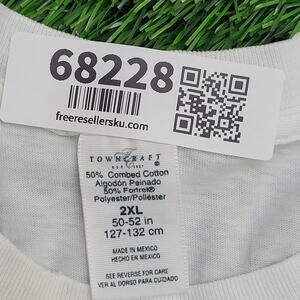 68228
freeresellersku.com
TOWNCRAFT ®
50% Combed Cotton
Algodón Peinado
50% Fortrel®
Polyester/Poliéster
2XL
50-52 in
127-132 cm
MADE IN MEXICO
HECHO EN MEXICO
SEE REVERSE FOR CARE
VER AL DORSO PARA CUIDADO